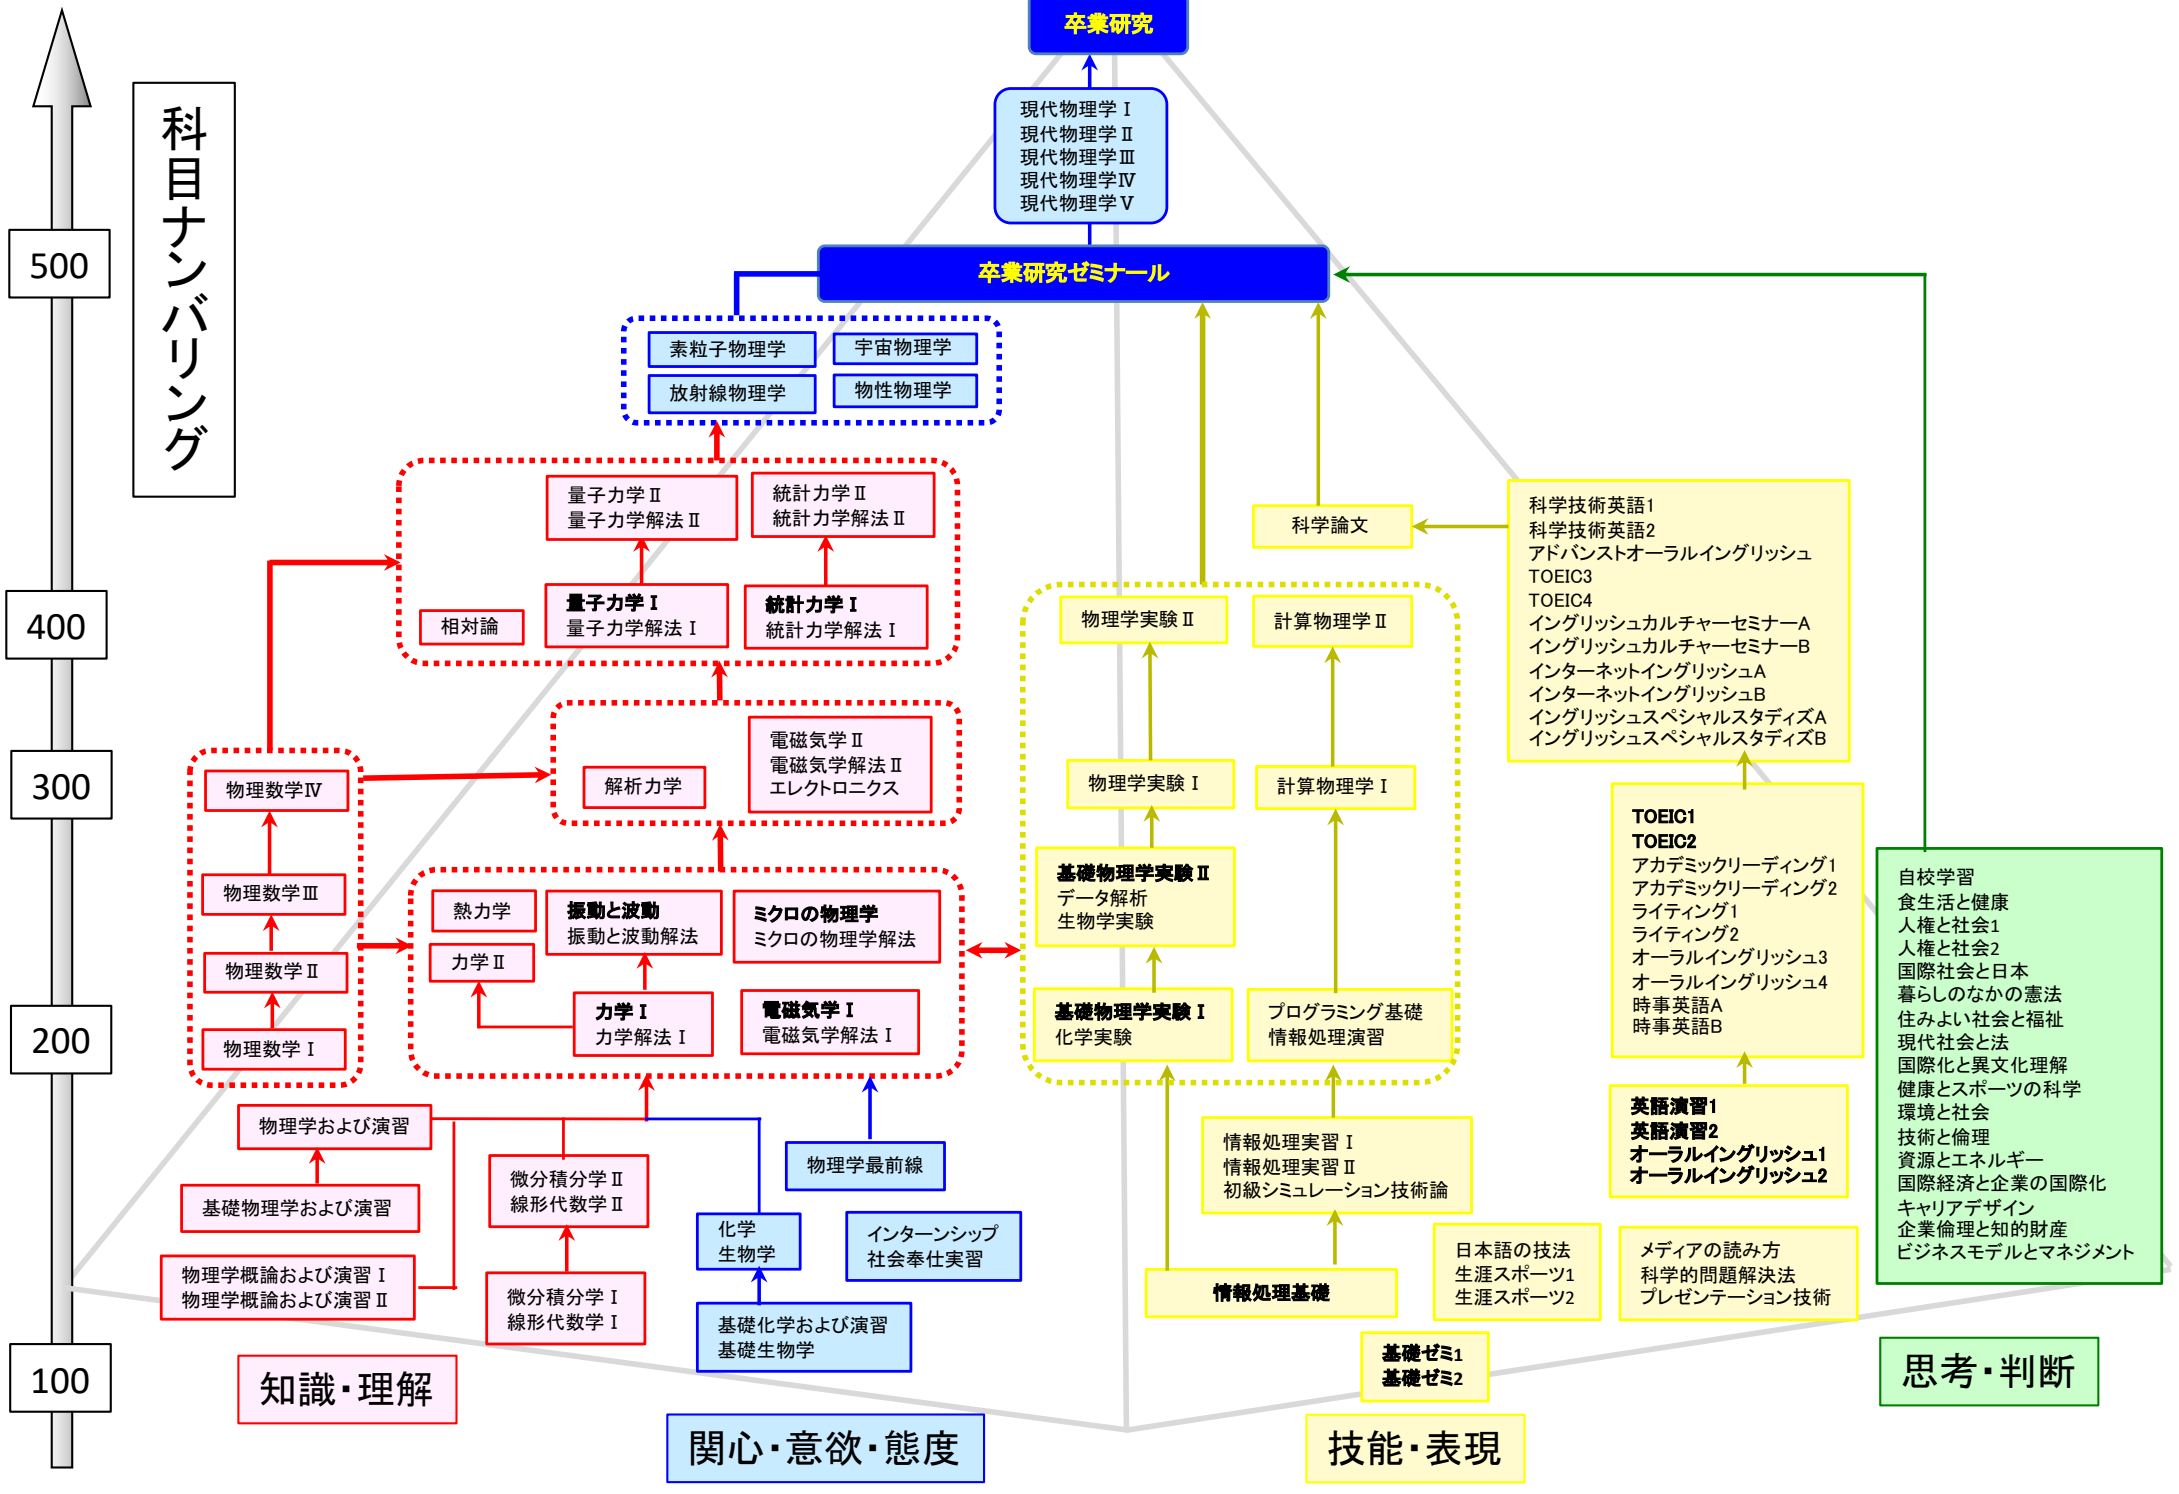 卒業研究
現代物理学Ⅰ
現代物理学Ⅱ
現代物理学Ⅲ
現代物理学Ⅳ
現代物理学Ⅴ
科目ナンバリング
500
卒業研究ゼミナール
素粒子物理学
宇宙物理学
放射線物理学
物性物理学
量子力学Ⅱ
量子力学解法Ⅱ
統計力学Ⅱ
統計力学解法Ⅱ
科学論文
科学技術英語1
科学技術英語2
アドバンストオーラルイングリッシュ
TOEIC3
TOEIC4
イングリッシュカルチャーセミナーA
イングリッシュカルチャーセミナーB
インターネットイングリッシュA
インターネットイングリッシュB
イングリッシュスペシャルスタディズA
イングリッシュスペシャルスタディズB
400
相対論
量子力学Ⅰ
量子力学解法Ⅰ
統計力学Ⅰ
統計力学解法Ⅰ
物理学実験Ⅱ
計算物理学Ⅱ
300
物理数学Ⅳ
解析力学
電磁気学Ⅱ
電磁気学解法Ⅱ
エレクトロニクス
物理学実験Ⅰ
計算物理学Ⅰ
TOEIC1
TOEIC2
アカデミックリーディング1
アカデミックリーディング2
ライティング1
ライティング2
オーラルイングリッシュ3
オーラルイングリッシュ4
時事英語A
時事英語B
物理数学Ⅲ
熱力学
振動と波動
振動と波動解法
ミクロの物理学
ミクロの物理学解法
基礎物理学実験Ⅱ
データ解析
生物学実験
自校学習
食生活と健康
人権と社会1
人権と社会2
国際社会と日本
暮らしのなかの憲法
住みよい社会と福祉
現代社会と法
国際化と異文化理解
健康とスポーツの科学
環境と社会
技術と倫理
資源とエネルギー
国際経済と企業の国際化
キャリアデザイン
企業倫理と知的財産
ビジネスモデルとマネジメント
物理数学Ⅱ
力学Ⅱ
200
物理数学Ⅰ
力学Ⅰ
力学解法Ⅰ
電磁気学Ⅰ
電磁気学解法Ⅰ
基礎物理学実験Ⅰ
化学実験
プログラミング基礎
情報処理演習
物理学および演習
英語演習1
英語演習2
オーラルイングリッシュ1
オーラルイングリッシュ2
基礎物理学および演習
微分積分学Ⅱ
線形代数学Ⅱ
物理学最前線
情報処理実習Ⅰ
情報処理実習Ⅱ
初級シミュレーション技術論
物理学概論および演習Ⅰ
物理学概論および演習Ⅱ
微分積分学Ⅰ
線形代数学Ⅰ
化学
生物学
インターンシップ
社会奉仕実習
情報処理基礎
日本語の技法
生涯スポーツ1
生涯スポーツ2
メディアの読み方
科学的問題解決法
プレゼンテーション技術
基礎化学および演習
基礎生物学
基礎ゼミ1
基礎ゼミ2
100
知識・理解
関心・意欲・態度
技能・表現
思考・判断